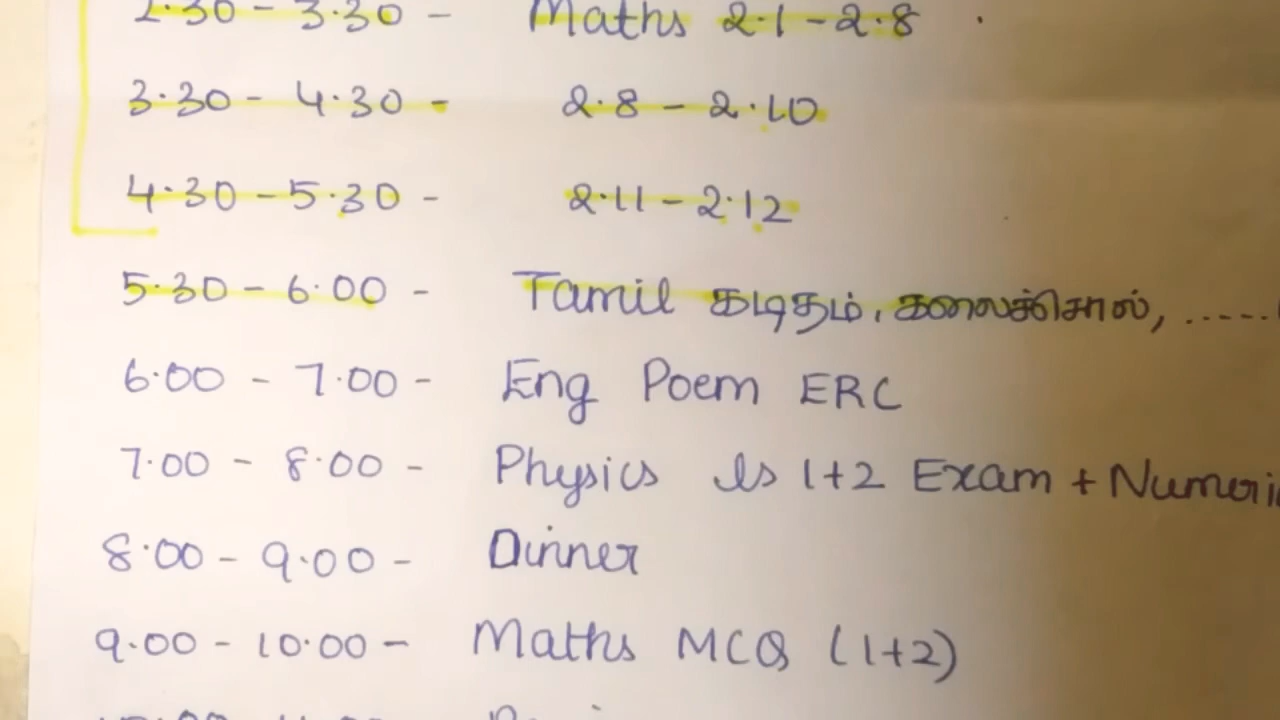 2.30 - 3.30 - Maths 2.1 - 2.8
3.30 - 4.30 - 2.8 - 2.10
4.30 - 5.30 - 2.11 - 2.12
5.30 - 6.00 - Tamil கடிதம், கலைச்சொல், ......
6.00 - 7.00 - Eng Poem ERC
7.00 - 8.00 - Physics ls 1+2 Exam + Numeri
8.00 - 9.00 - Dinner
9.00 - 10.00 - Maths MCQ (1+2)